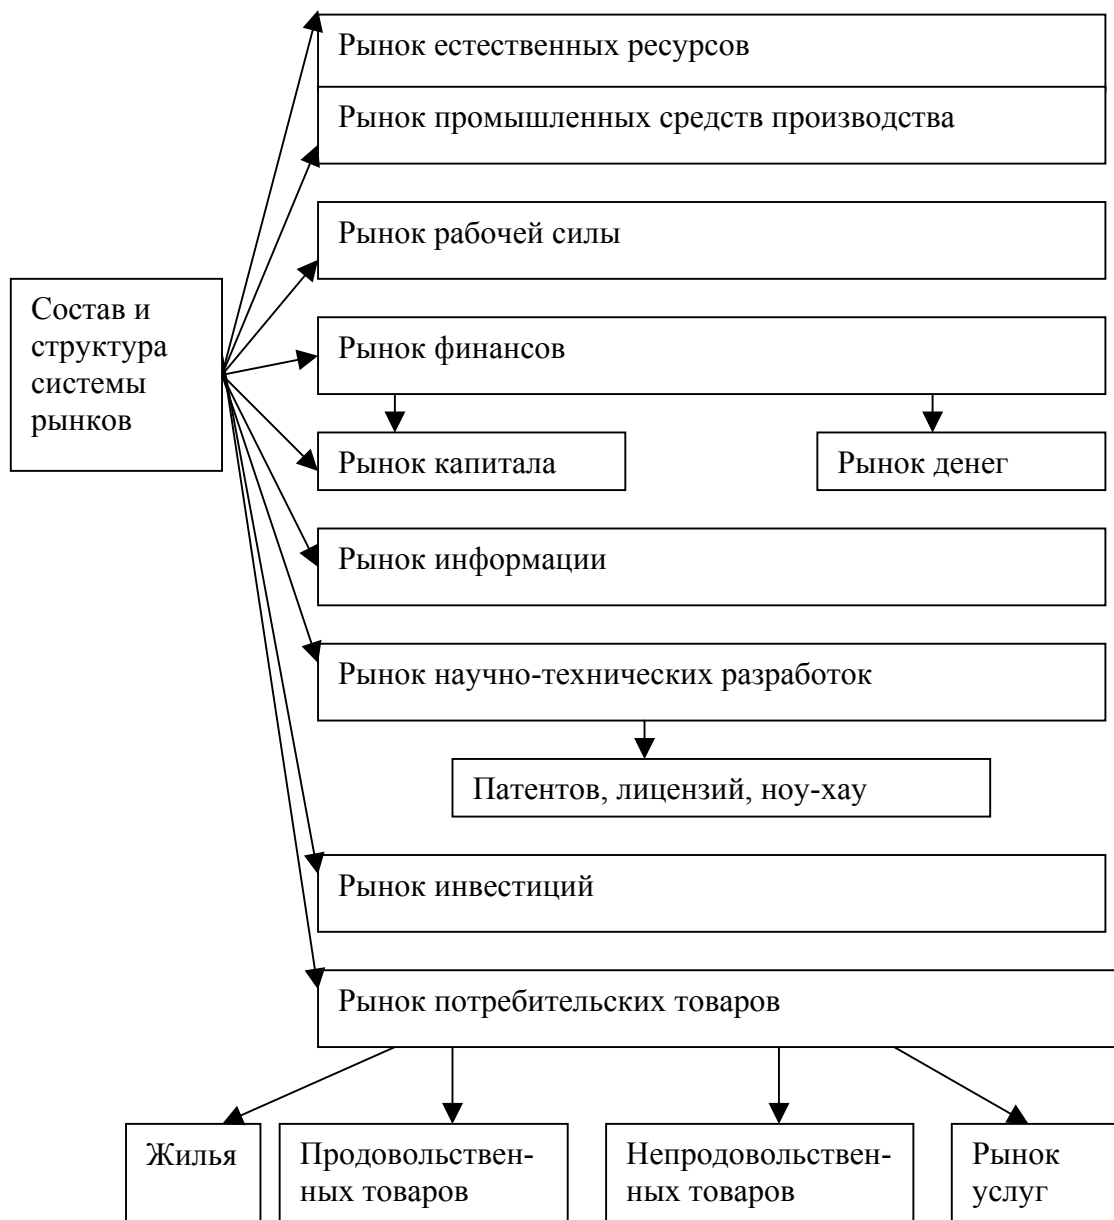 Рынок естественных ресурсов
Рынок промышленных средств производства
Рынок рабочей силы
Состав и
структура
системы
рынков
Рынок финансов
Рынок капитала
Рынок денег
Рынок информации
Рынок научно-технических разработок
Патентов, лицензий, ноу-хау
Рынок инвестиций
Рынок потребительских товаров
Жилья
Продовольствен-
ных товаров
Непродовольствен-
ных товаров
Рынок
услуг